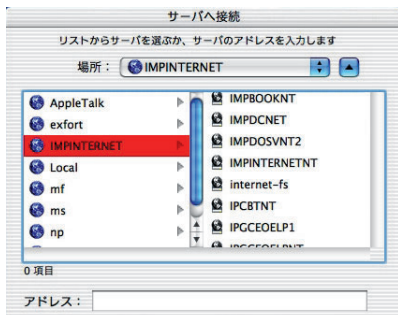 サーバへ接続
リストからサーバを選ぶか、サーバのアドレスを入力します
場所： IMPINTERNET
AppleTalk
exfort
IMPINTERNET
Local
mf
ms
np
IMPBOOKNT
IMPDCNET
IMPDOSVNT2
IMPINTERNETNT
internet-fs
IPCBTNT
IPGCEOELP1
0 項目
アドレス：